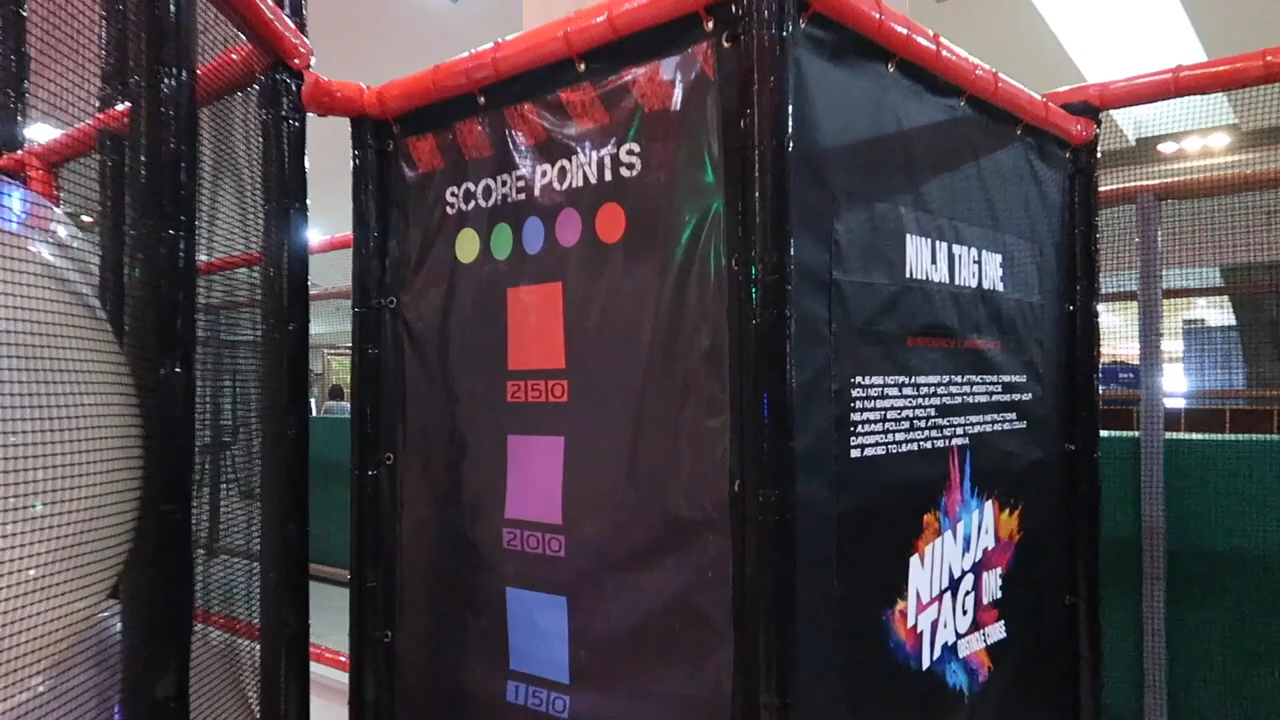 SCORE POINTS
250
200
150
NINJA TAG ONE
• PLEASE NOTIFY A MEMBER OF THE ATTRACTIONS CREW SHOULD
YOU NOT FEEL WELL OR IF YOU REQUIRE ASSISTANCE
• IN NA EMERGENCY PLEASE FOLLOW THE GREEN ARROWS FOR YOUR
NEAREST ESCAPE ROUTE.
• ALWAYS FOLLOW THE ATTRACTIONS CREWS INSTRUCTIONS.
DANGEROUS BEHAVIOUR WILL NOT BE TOLERATED AND YOU COULD
BE ASKED TO LEAVE THE TAG X ARENA
NINJA
TAG ONE
OBSTACLE COURSE